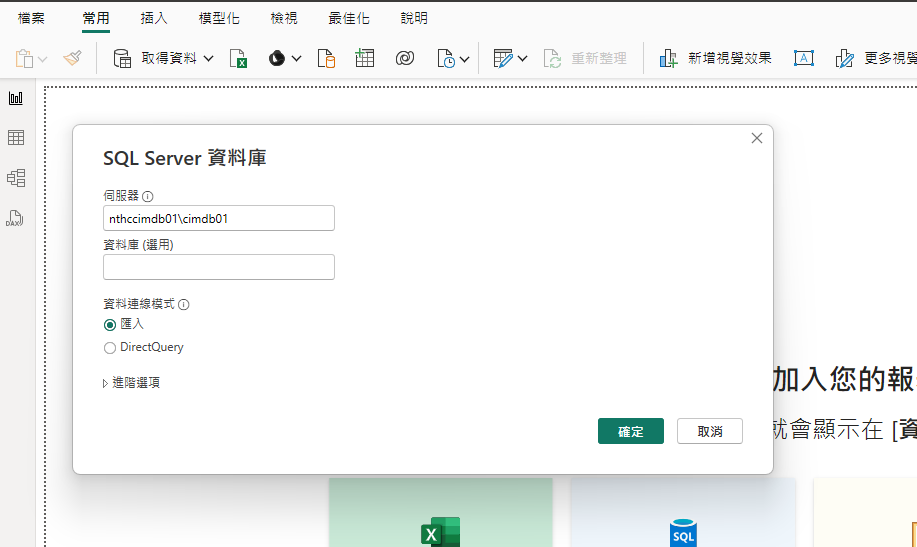 檔案 常用 插入 模型化 檢視 最佳化 說明
取得資料 重新整理 新增視覺效果 A 更多視覺
DAX
SQL Server 資料庫
伺服器
nthccimdb01\cimdb01
資料庫 (選用)
資料連線模式
匯入
DirectQuery
進階選項
確定 取消
加入您的報
就會顯示在 [資
X SQL